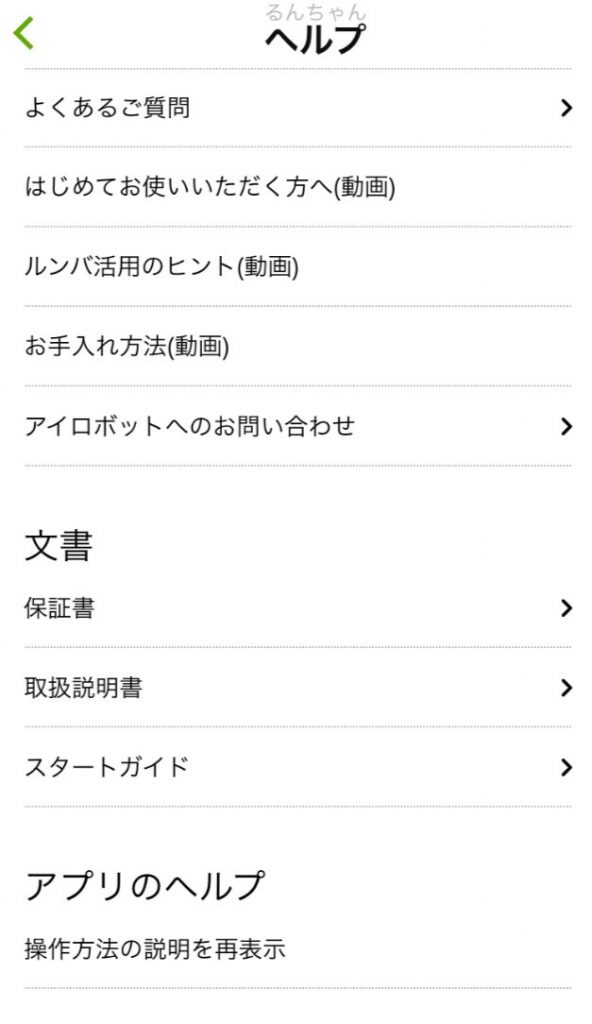 るんちゃん
ヘルプ
よくあるご質問
はじめてお使いいただく方へ(動画)
ルンバ活用のヒント(動画)
お手入れ方法(動画)
アイロボットへのお問い合わせ
文書
保証書
取扱説明書
スタートガイド
アプリのヘルプ
操作方法の説明を再表示